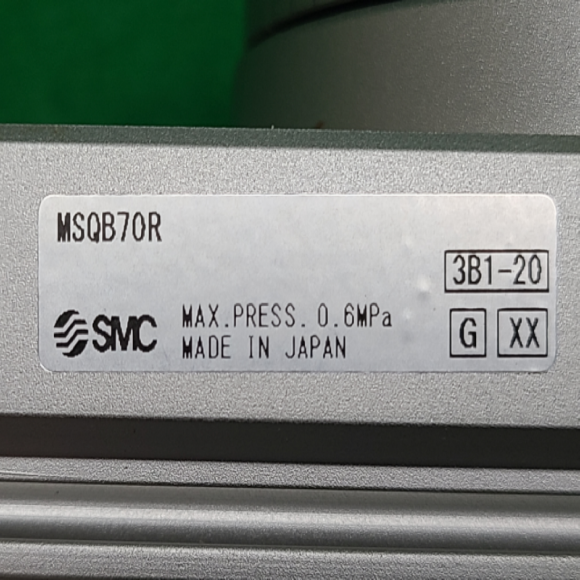 MSQB70R
3B1-20
SMC
MAX.PRESS. 0.6MPa
G XX
MADE IN JAPAN